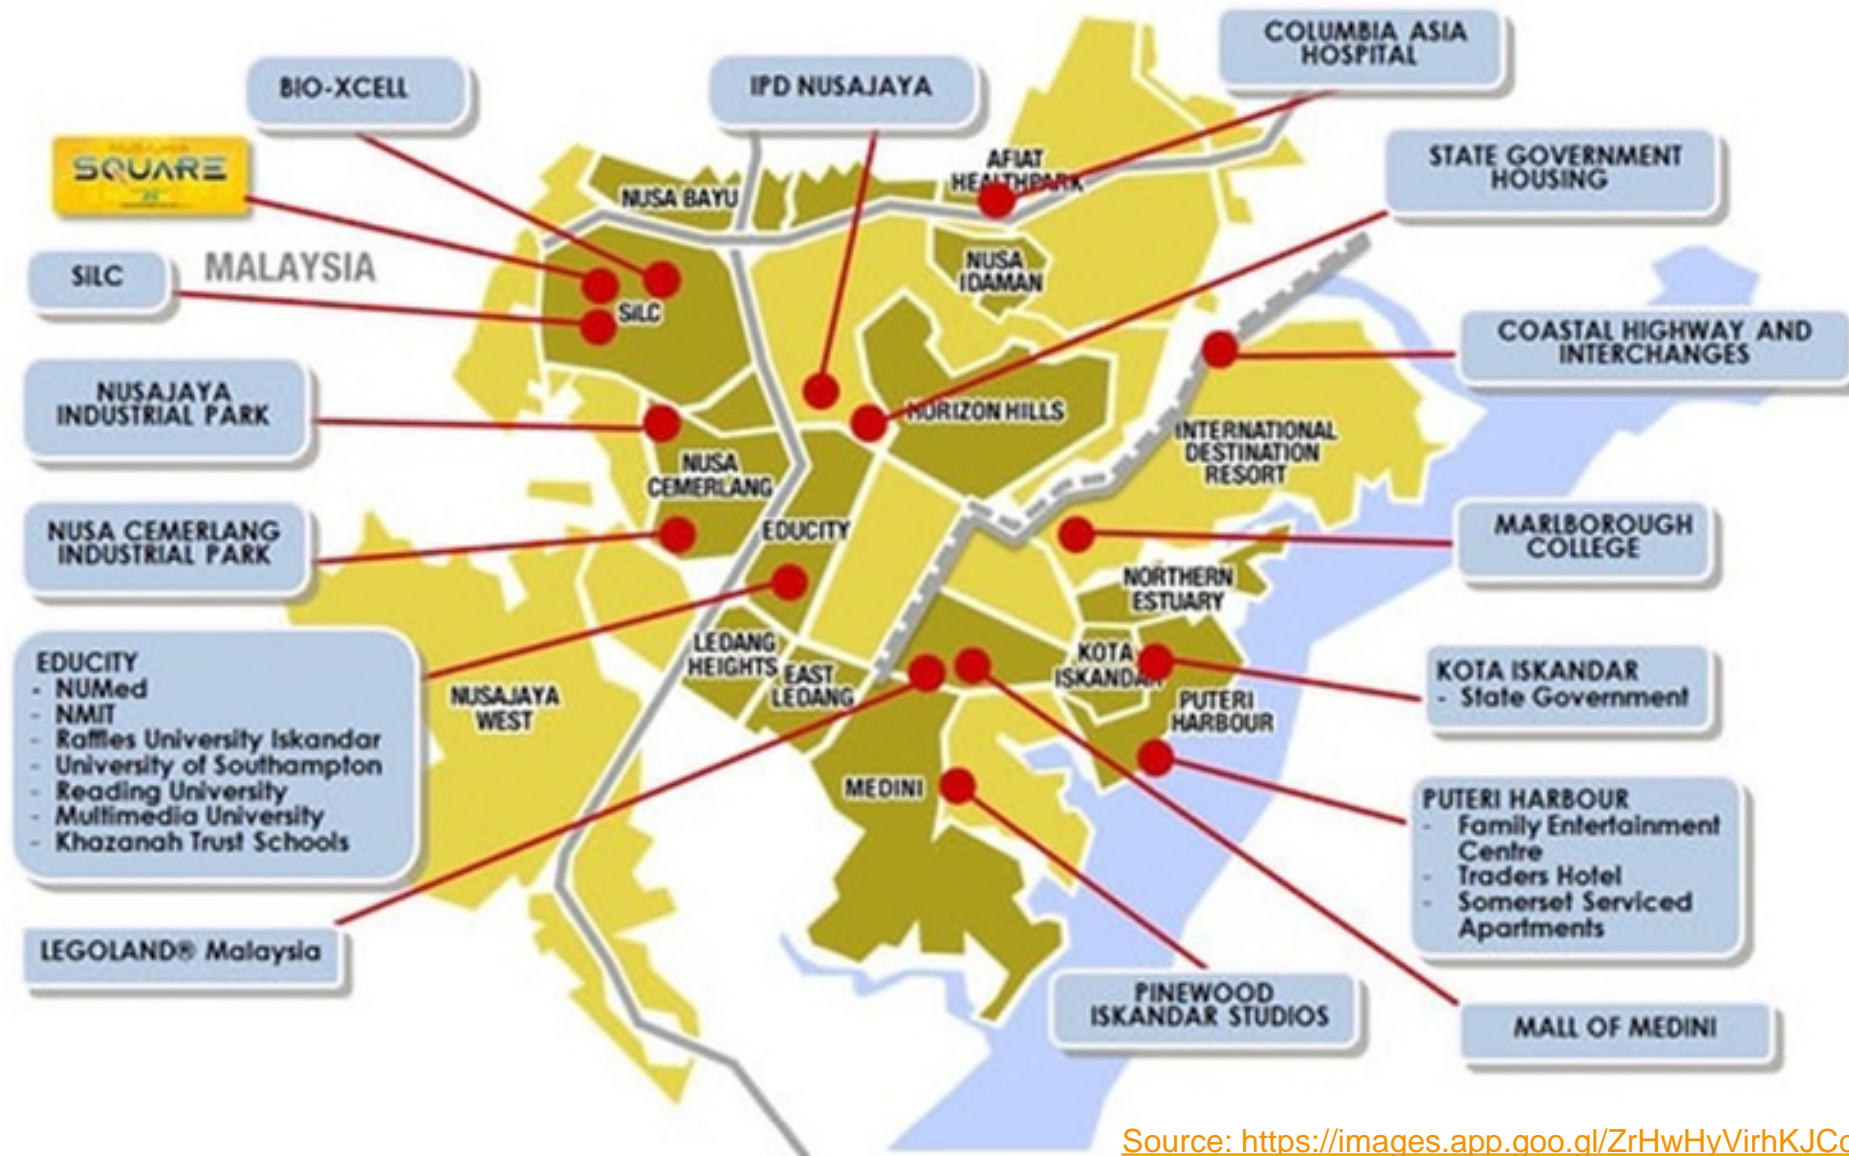 COLUMBIA ASIA
HOSPITAL
BIO-XCELL
IPD NUSAJAYA
STATE GOVERNMENT
HOUSING
SQUARE
AFIAT
HEALTHPARK
NUSA BAYU
SiLC
MALAYSIA
NUSA
IDAMAN
SiLC
COASTAL HIGHWAY AND
INTERCHANGES
NUSAJAYA
INDUSTRIAL PARK
HORIZON HILLS
INTERNATIONAL
DESTINATION
RESORT
NUSA
CEMERLANG
NUSA CEMERLANG
INDUSTRIAL PARK
EDUCITY
MARLBOROUGH
COLLEGE
NORTHERN
ESTUARY
EDUCITY
- NUMed
- NMIT
- Raffles University Iskandar
- University of Southampton
- Reading University
- Multimedia University
- Khazanah Trust Schools
LEDANG
HEIGHTS
EAST
LEDANG
NUSAJAYA
WEST
KOTA
ISKANDAR
PUTERI
HARBOUR
KOTA ISKANDAR
- State Government
MEDINI
PUTERI HARBOUR
- Family Entertainment
Centre
- Traders Hotel
- Somerset Serviced
Apartments
LEGOLAND® Malaysia
PINEWOOD
ISKANDAR STUDIOS
MALL OF MEDINI
Source: https://images.app.goo.gl/ZrHwHyVirhKJCc